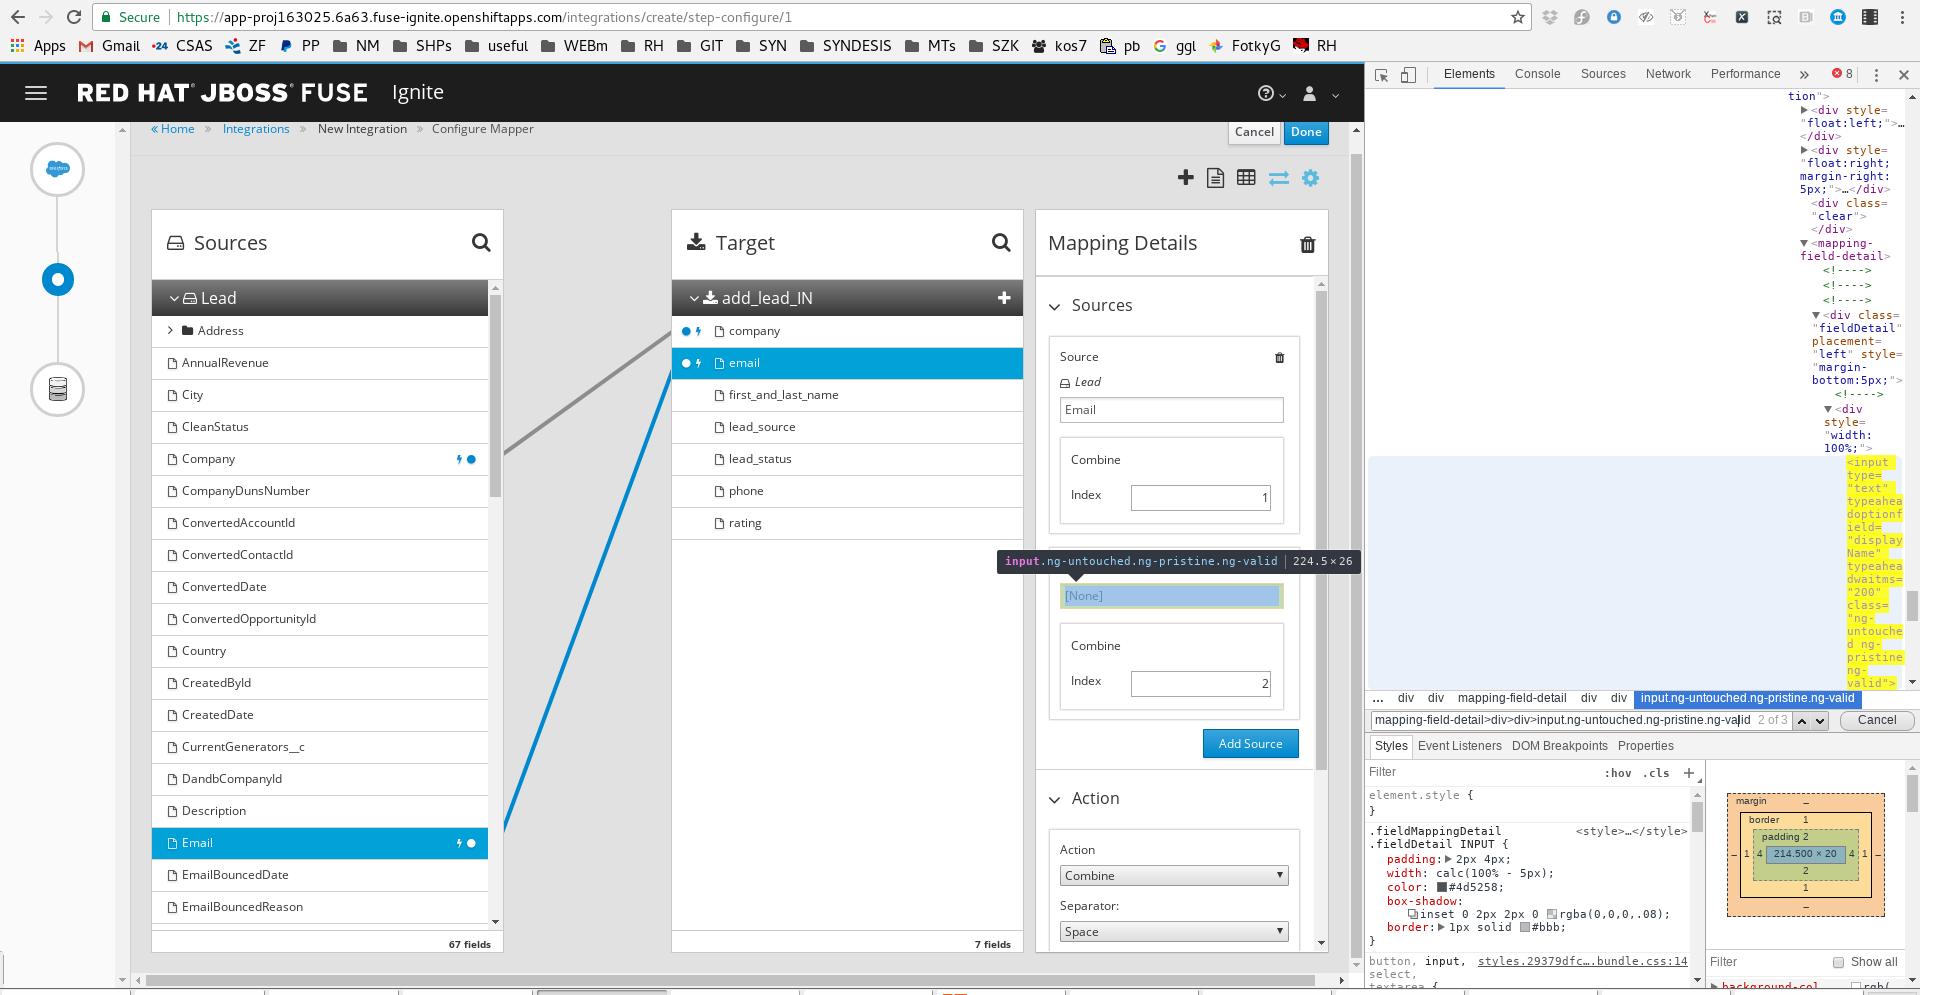 Secure https://app-proj163025.6a63.fuse-ignite.openshiftapps.com/integrations/create/step-configure/1
Apps Gmail CSAS ZF PP NM SHPs useful WEBm RH GIT SYN SYNDESIS MTs SZK kos7 pb ggl FotkyG RH
RED HAT JBOSS FUSE Ignite
Home » Integrations » New Integration » Configure Mapper
Cancel Done
Sources
Lead
Address
AnnualRevenue
City
CleanStatus
Company
CompanyDunsNumber
ConvertedAccountId
ConvertedContactId
ConvertedDate
ConvertedOpportunityId
Country
CreatedById
CreatedDate
CurrentGenerators__c
DandbCompanyId
Description
Email
EmailBouncedDate
EmailBouncedReason
67 fields
Target
add_lead_IN
company
email
first_and_last_name
lead_source
lead_status
phone
rating
7 fields
Mapping Details
Sources
Source
Lead
Email
Combine
Index 1
input.ng-untouched.ng-pristine.ng-valid 224.5×26
[None]
Combine
Index 2
Add Source
Action
Action
Combine
Separator:
Space
Elements Console Sources Network Performance » 8
tion">
<div style=
"float:left;">…
</div>
<div style=
"float:right;
margin-right:
5px;">…</div>
<div class=
"clear">
</div>
<mapping-
field-detail>
<!---->
<!---->
<!---->
<div class=
"fieldDetail"
placement=
"left" style=
"margin-
bottom:5px;">
<!---->
<div
style=
"width:
100%;">
<input
type=
"text"
typeahea
doptionf
ield=
"display
Name"
typeahea
dwaitms=
"200"
class=
"ng-
untouche
d ng-
pristine
ng-
valid">
... div div mapping-field-detail div div input.ng-untouched.ng-pristine.ng-valid
mapping-field-detail>div>div>input.ng-untouched.ng-pristine.ng-valid 2 of 3 Cancel
Styles Event Listeners DOM Breakpoints Properties
Filter :hov .cls +
element.style {
}
.fieldMappingDetail <style>…</style>
.fieldDetail INPUT {
padding: 2px 4px;
width: calc(100% - 5px);
color: #4d5258;
box-shadow:
inset 0 2px 2px 0 rgba(0,0,0,.08);
border: 1px solid #bbb;
}
button, input, styles.29379dfc….bundle.css:14
select,
textarea {
margin –
border 1
padding 2
– 1 4 214.500 × 20 4 1 –
2
1
–
Filter Show all
background-col rgb(